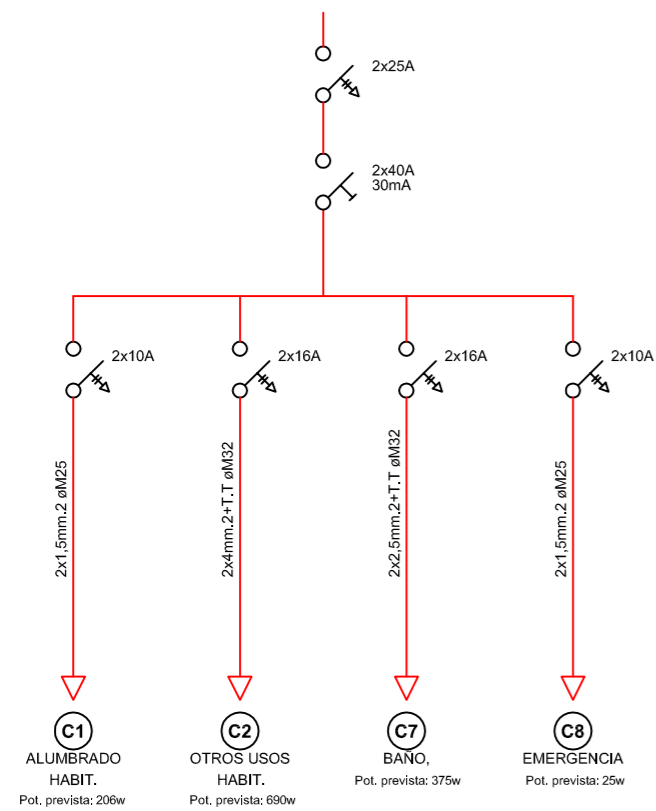 2x25A
2x40A
30mA
2x10A
2x16A
2x16A
2x10A
2x1,5mm.2 øM25
2x4mm.2+T.T øM32
2x2,5mm.2+T.T øM32
2x1,5mm.2 øM25
C1
ALUMBRADO
HABIT.
Pot. prevista: 206w
C2
OTROS USOS
HABIT.
Pot. prevista: 690w
C7
BAÑO,
Pot. prevista: 375w
C8
EMERGENCIA
Pot. prevista: 25w